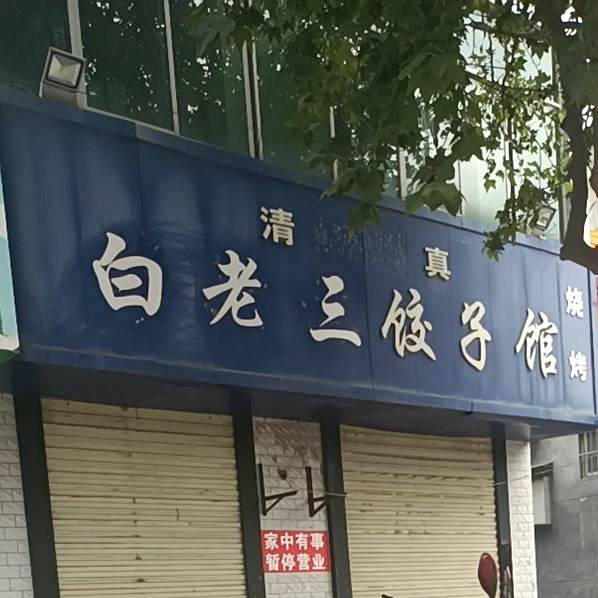 清真
白老三饺子馆
烧烤
家中有事
暂停营业